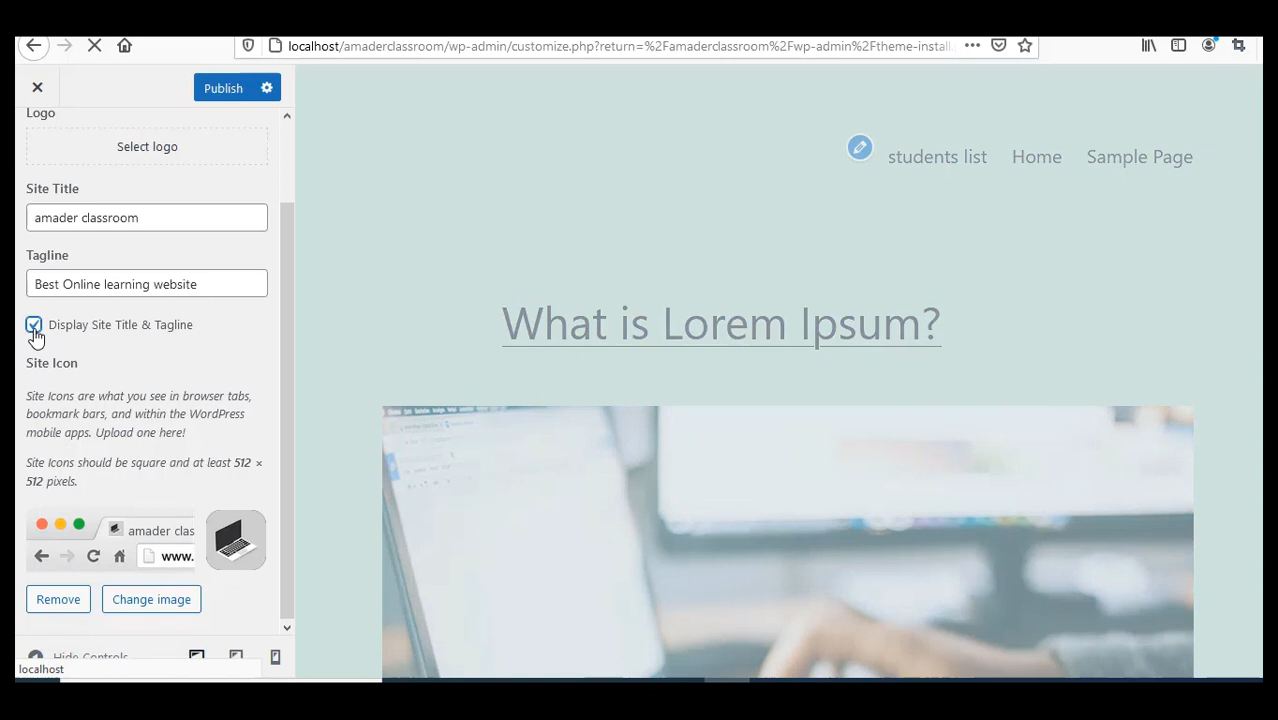 localhost/amaderclassroom/wp-admin/customize.php?return=%2Famaderclassroom%2Fwp-admin%2Ftheme-install.
Publish
Logo
Select logo
Site Title
amader classroom
Tagline
Best Online learning website
Display Site Title & Tagline
Site Icon
Site Icons are what you see in browser tabs,
bookmark bars, and within the WordPress
mobile apps. Upload one here!
Site Icons should be square and at least 512 ×
512 pixels.
amader clas
www.
Remove
Change image
Hide Controls
localhost
students list Home Sample Page
What is Lorem Ipsum?